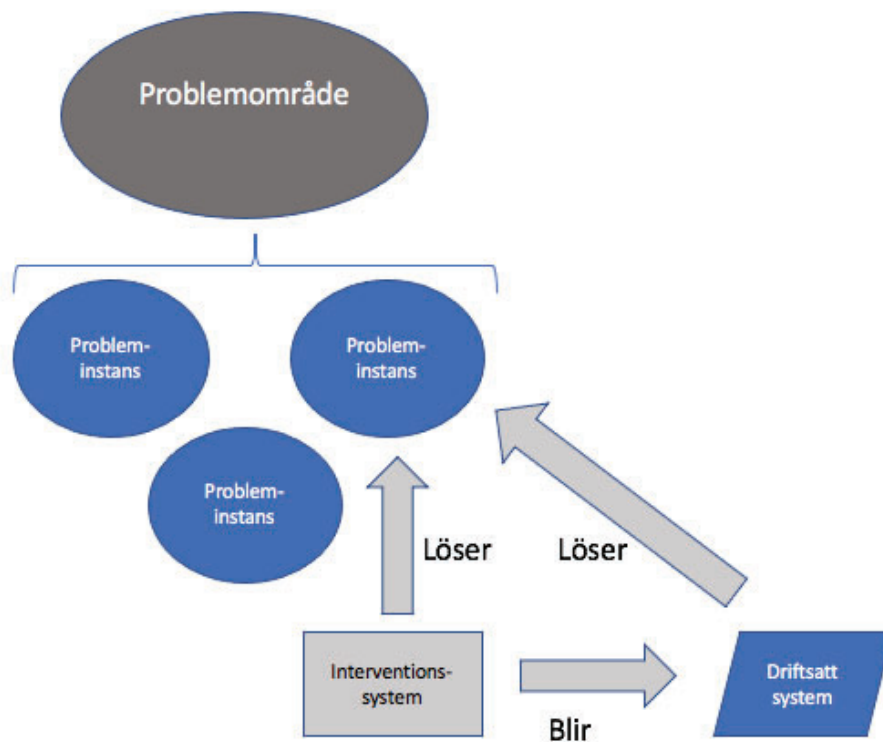 Problemområde
Problem-
instans
Problem-
instans
Problem-
instans
Löser
Löser
Interventions-
system
Blir
Driftsatt
system